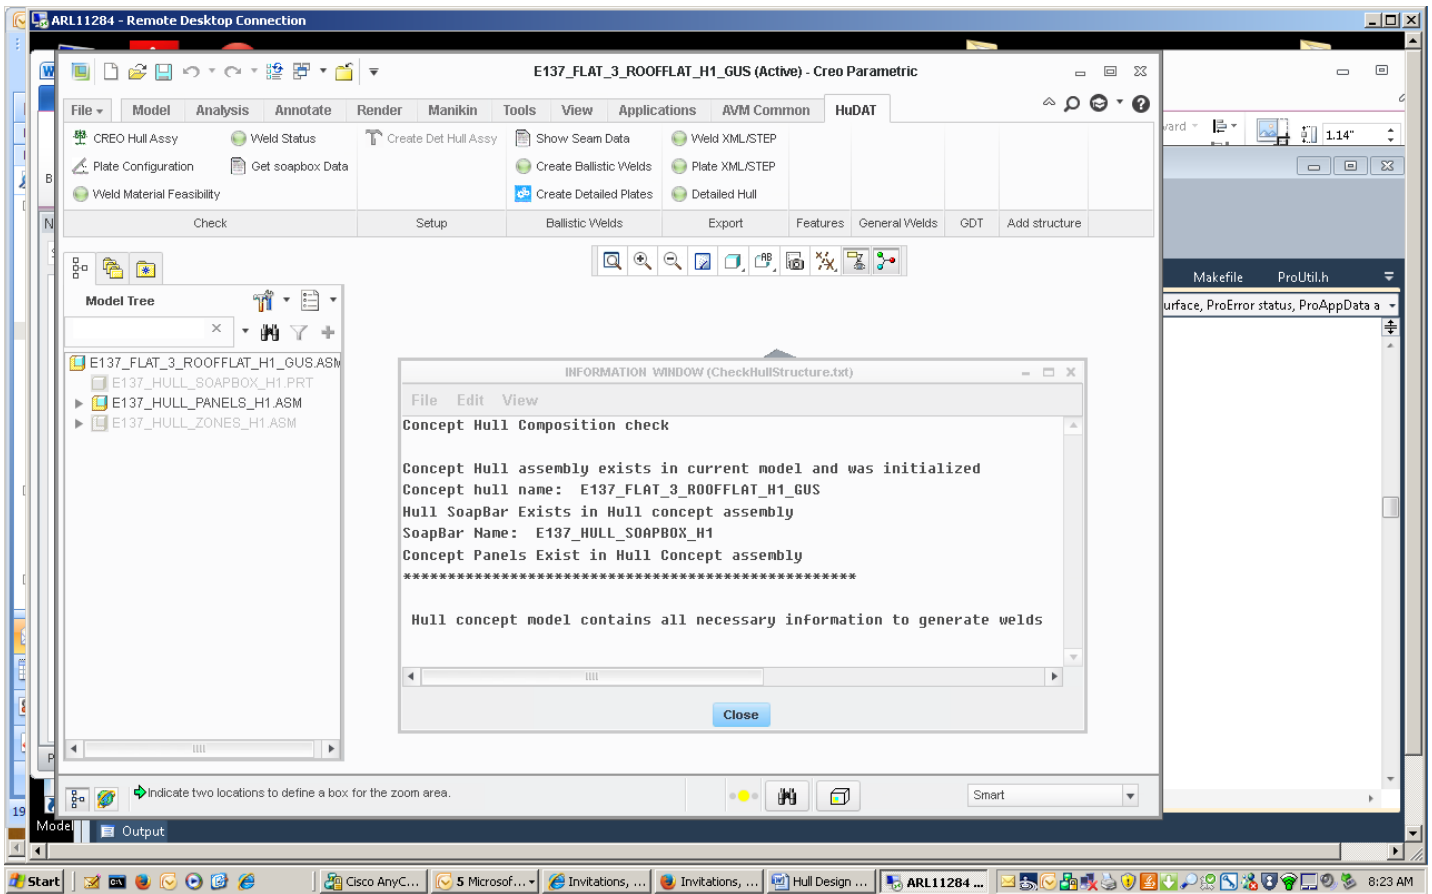 ARL11284 - Remote Desktop Connection
E137_FLAT_3_ROOFFLAT_H1_GUS (Active) - Creo Parametric
File Model Analysis Annotate Render Manikin Tools View Applications AVM Common HuDAT
CREO Hull Assy Weld Status Create Det Hull Assy Show Seam Data Weld XML/STEP
Plate Configuration Get soapbox Data Create Ballistic Welds Plate XML/STEP
Weld Material Feasibility Create Detailed Plates Detailed Hull
Check Setup Ballistic Welds Export Features General Welds GDT Add structure
1.14"
Makefile ProUtil.h
Model Tree
urface, ProError status, ProAppData a
E137_FLAT_3_ROOFFLAT_H1_GUS.ASM
E137_HULL_SOAPBOX_H1.PRT
E137_HULL_PANELS_H1.ASM
E137_HULL_ZONES_H1.ASM
INFORMATION WINDOW (CheckHullStructure.txt)
File Edit View
Concept Hull Composition check
Concept Hull assembly exists in current model and was initialized
Concept hull name: E137_FLAT_3_ROOFFLAT_H1_GUS
Hull SoapBar Exists in Hull concept assembly
SoapBar Name: E137_HULL_SOAPBOX_H1
Concept Panels Exist in Hull Concept assembly
***************************************************
Hull concept model contains all necessary information to generate welds
Close
Indicate two locations to define a box for the zoom area.
Smart
19
Model
Output
Start Cisco AnyC... 5 Microsof... Invitations, ... Invitations, ... Hull Design ... ARL11284 ... 8:23 AM